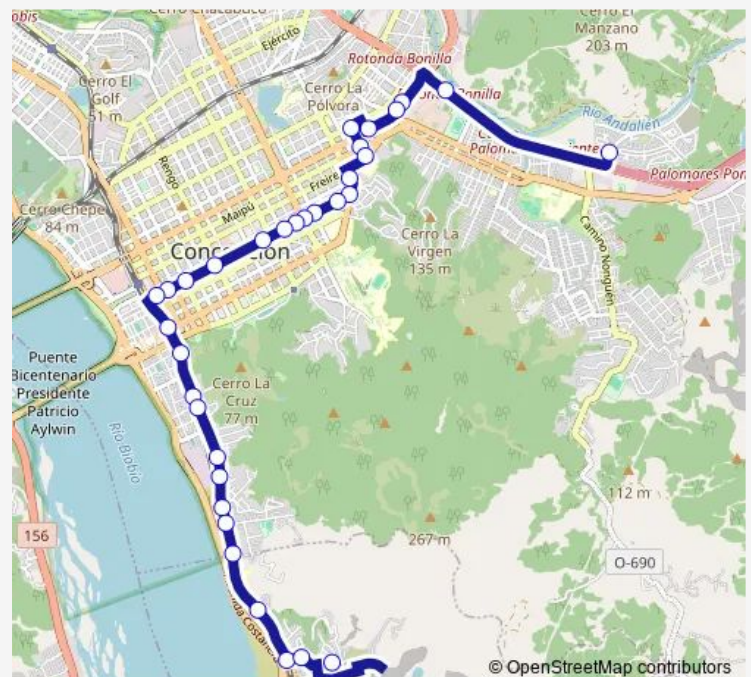 Cerro Chacabuco
Cerro El
Manzano
203 m
Ejército
Rotonda Bonilla
Cerro El
Golf
51 m
Cerro La
Pólvora
Bonilla
Río Andalién
Rengo
Freire
Palomares
Maipú
Cerro Chepe
84 m
Cerro La
Virgen
135 m
Camino Nonguén
Concepción
Puente
Bicentenario
Presidente
Patricio
Aylwin
Cerro La
Cruz
77 m
Río Biobío
112 m
156
267 m
O-690
© OpenStreetMap contributors